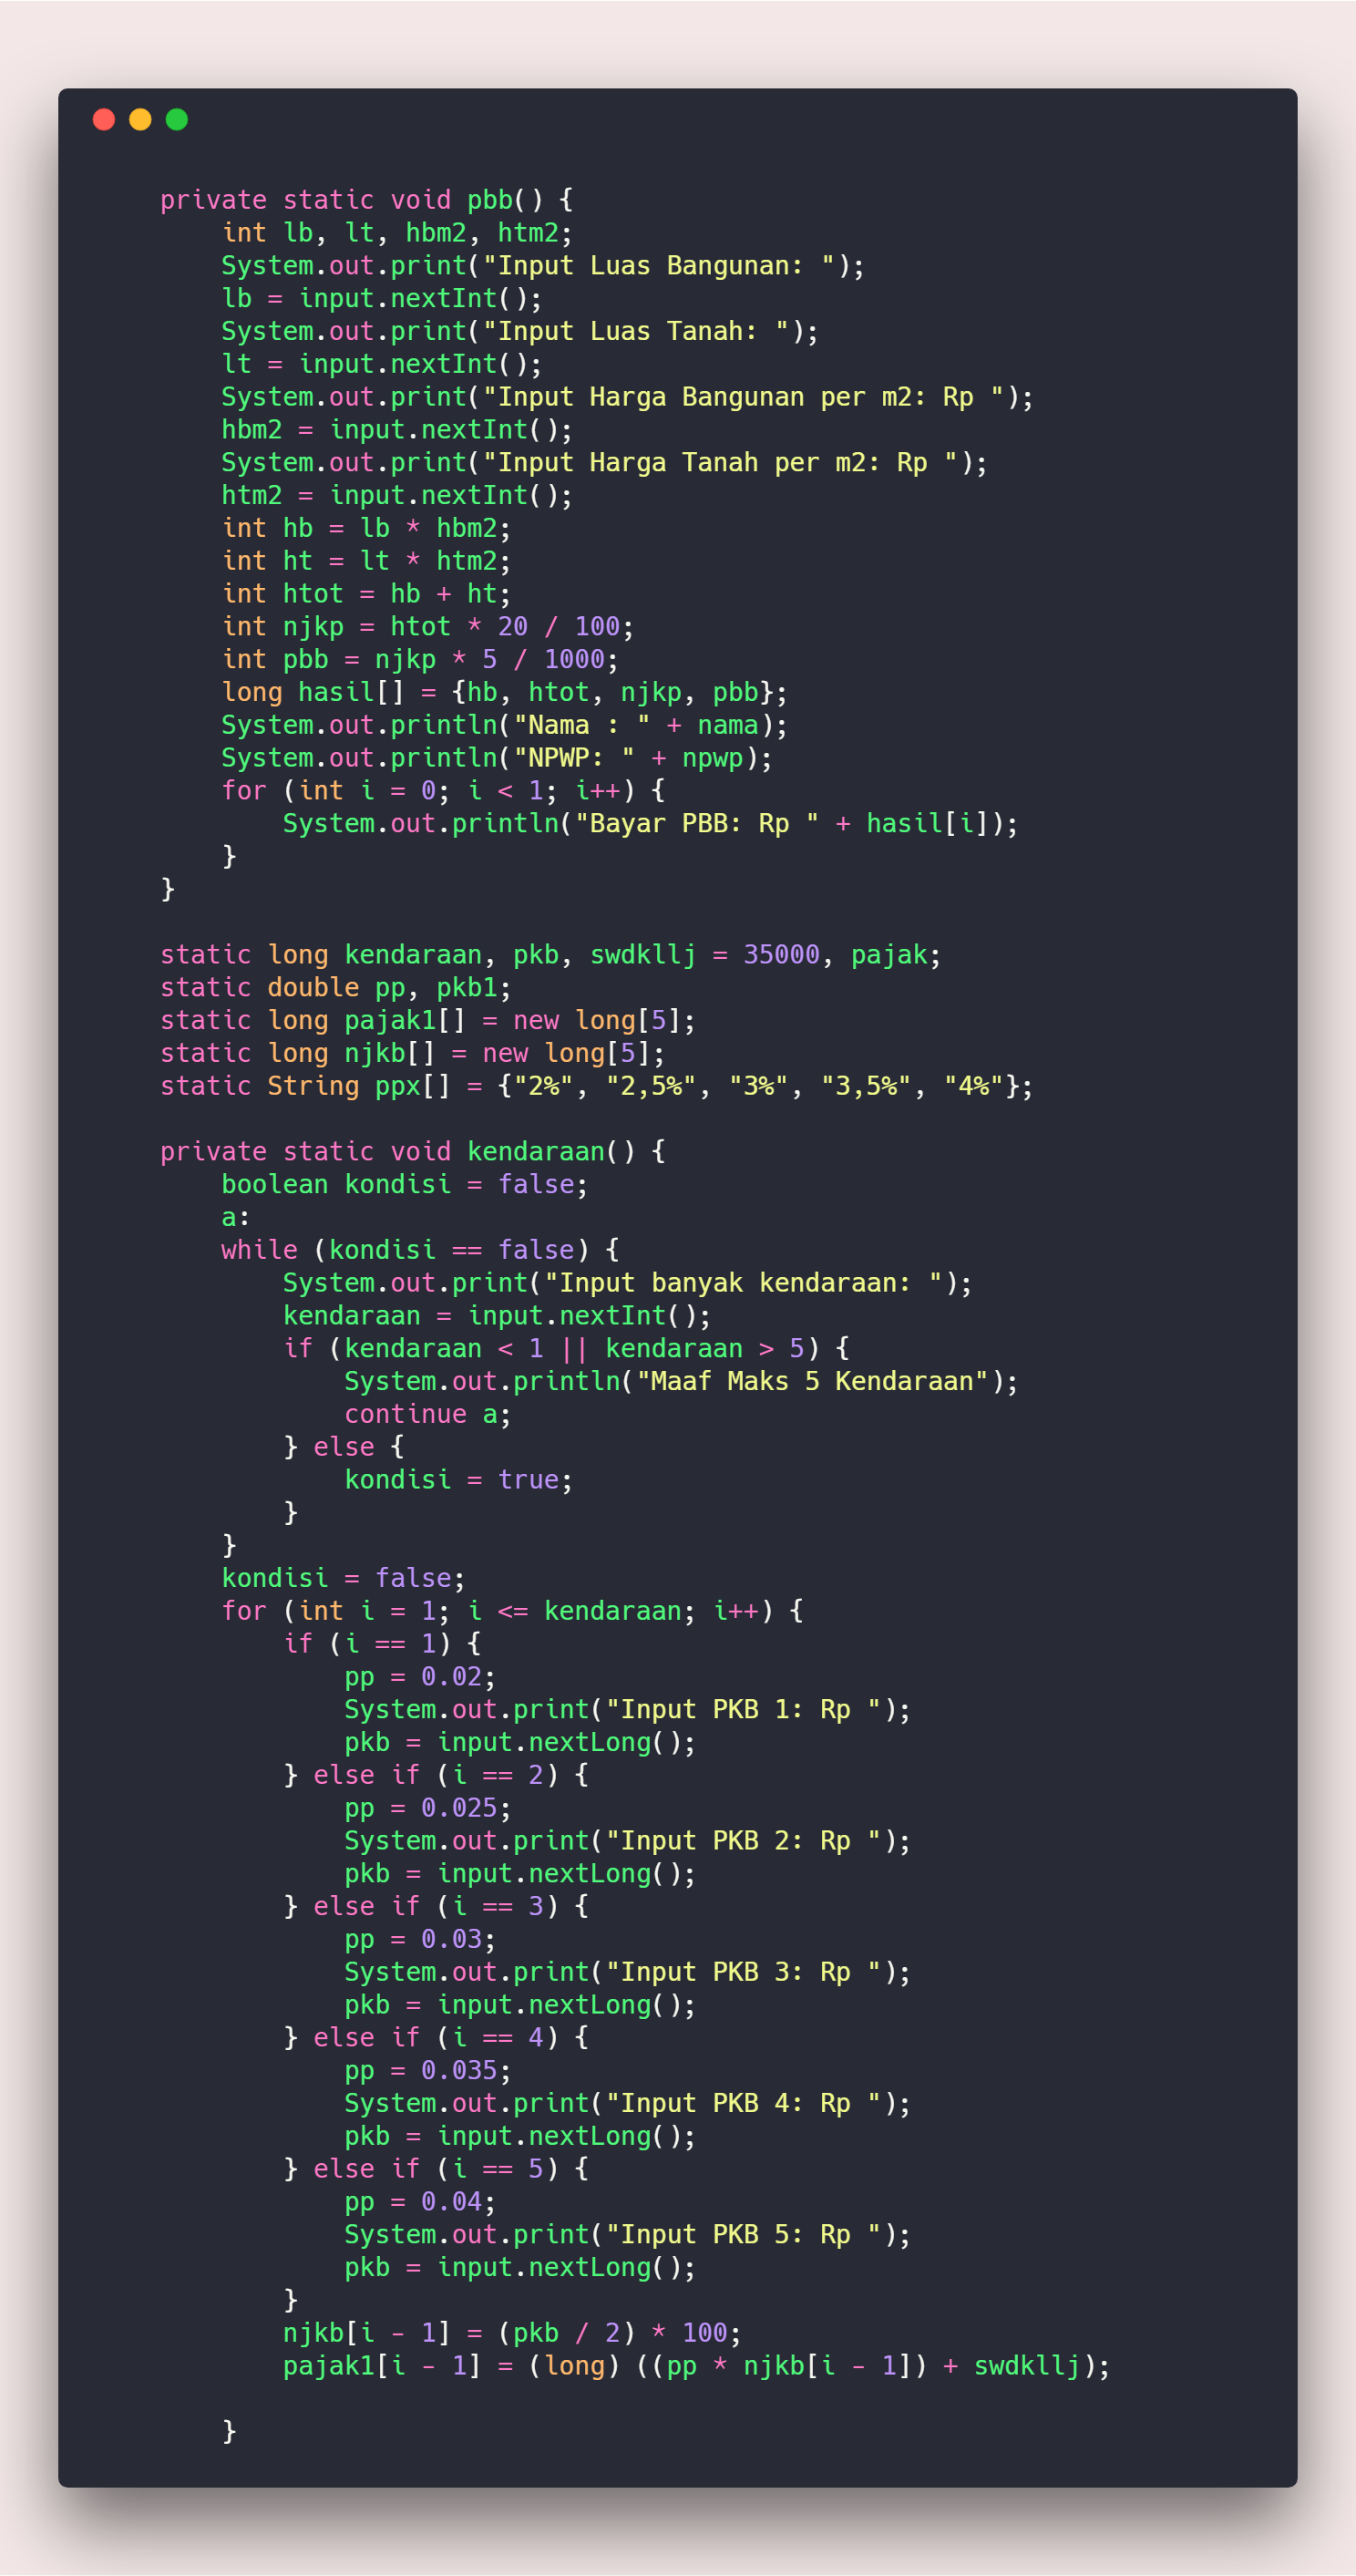 private static void pbb() {
    int lb, lt, hbm2, htm2;
    System.out.print("Input Luas Bangunan: ");
    lb = input.nextInt();
    System.out.print("Input Luas Tanah: ");
    lt = input.nextInt();
    System.out.print("Input Harga Bangunan per m2: Rp ");
    hbm2 = input.nextInt();
    System.out.print("Input Harga Tanah per m2: Rp ");
    htm2 = input.nextInt();
    int hb = lb * hbm2;
    int ht = lt * htm2;
    int htot = hb + ht;
    int njkp = htot * 20 / 100;
    int pbb = njkp * 5 / 1000;
    long hasil[] = {hb, htot, njkp, pbb};
    System.out.println("Nama : " + nama);
    System.out.println("NPWP: " + npwp);
    for (int i = 0; i < 1; i++) {
        System.out.println("Bayar PBB: Rp " + hasil[i]);
    }
}

static long kendaraan, pkb, swdkllj = 35000, pajak;
static double pp, pkb1;
static long pajak1[] = new long[5];
static long njkb[] = new long[5];
static String ppx[] = {"2%", "2,5%", "3%", "3,5%", "4%"};

private static void kendaraan() {
    boolean kondisi = false;
    a:
    while (kondisi == false) {
        System.out.print("Input banyak kendaraan: ");
        kendaraan = input.nextInt();
        if (kendaraan < 1 || kendaraan > 5) {
            System.out.println("Maaf Maks 5 Kendaraan");
            continue a;
        } else {
            kondisi = true;
        }
    }
    kondisi = false;
    for (int i = 1; i <= kendaraan; i++) {
        if (i == 1) {
            pp = 0.02;
            System.out.print("Input PKB 1: Rp ");
            pkb = input.nextLong();
        } else if (i == 2) {
            pp = 0.025;
            System.out.print("Input PKB 2: Rp ");
            pkb = input.nextLong();
        } else if (i == 3) {
            pp = 0.03;
            System.out.print("Input PKB 3: Rp ");
            pkb = input.nextLong();
        } else if (i == 4) {
            pp = 0.035;
            System.out.print("Input PKB 4: Rp ");
            pkb = input.nextLong();
        } else if (i == 5) {
            pp = 0.04;
            System.out.print("Input PKB 5: Rp ");
            pkb = input.nextLong();
        }
        njkb[i - 1] = (pkb / 2) * 100;
        pajak1[i - 1] = (long) ((pp * njkb[i - 1]) + swdkllj);

    }